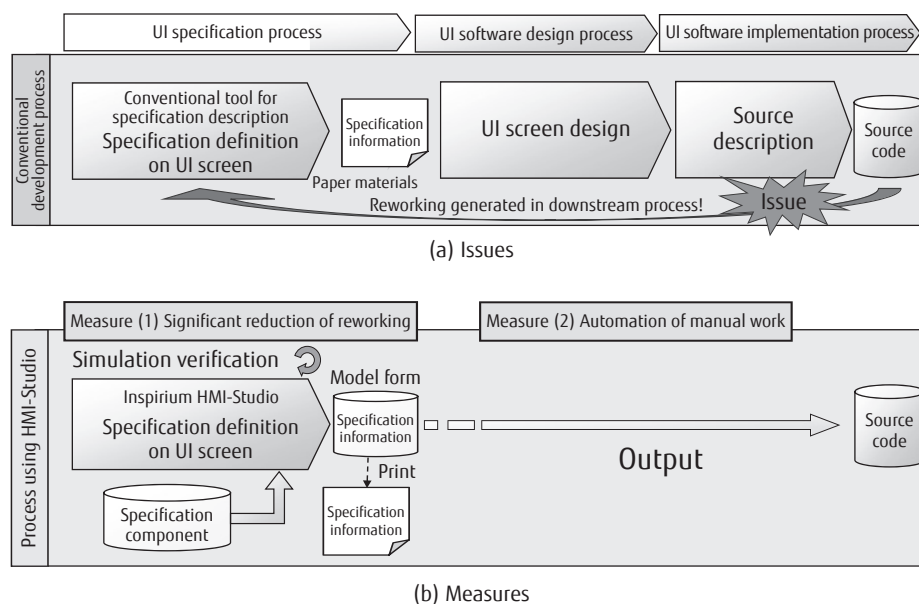 UI specification process
UI software design process
UI software implementation process
Conventional
development process
Conventional tool for
specification description
Specification definition
on UI screen
Specification
information
Paper materials
UI screen design
Source
description
Source
code
Reworking generated in downstream process!
Issue
(a) Issues
Measure (1) Significant reduction of reworking
Measure (2) Automation of manual work
Process using HMI-Studio
Simulation verification
Inspirium HMI-Studio
Specification definition
on UI screen
Model form
Specification
information
Print
Specification
information
Specification
component
Output
Source
code
(b) Measures